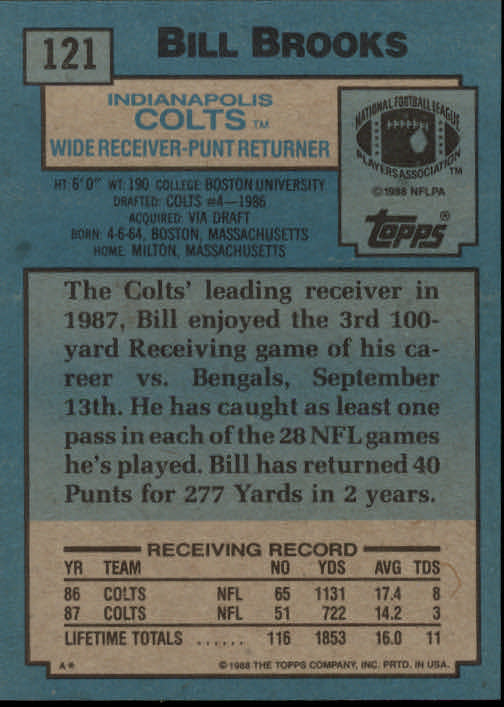 121
BILL BROOKS
INDIANAPOLIS
COLTS TM
WIDE RECEIVER-PUNT RETURNER
NATIONAL FOOTBALL LEAGUE
PLAYERS ASSOCIATION TM
©1988 NFLPA
TOPPS®
HT: 6'0" WT: 190 COLLEGE: BOSTON UNIVERSITY
DRAFTED: COLTS #4—1986
ACQUIRED: VIA DRAFT
BORN: 4-6-64, BOSTON, MASSACHUSETTS
HOME: MILTON, MASSACHUSETTS
The Colts' leading receiver in
1987, Bill enjoyed the 3rd 100-
yard Receiving game of his ca-
reer vs. Bengals, September
13th. He has caught as least one
pass in each of the 28 NFL games
he's played. Bill has returned 40
Punts for 277 Yards in 2 years.
RECEIVING RECORD
YR TEAM NO YDS AVG TDS
86 COLTS NFL 65 1131 17.4 8
87 COLTS NFL 51 722 14.2 3
LIFETIME TOTALS ...... 116 1853 16.0 11
A* ©1988 THE TOPPS COMPANY, INC. PRTD. IN USA.